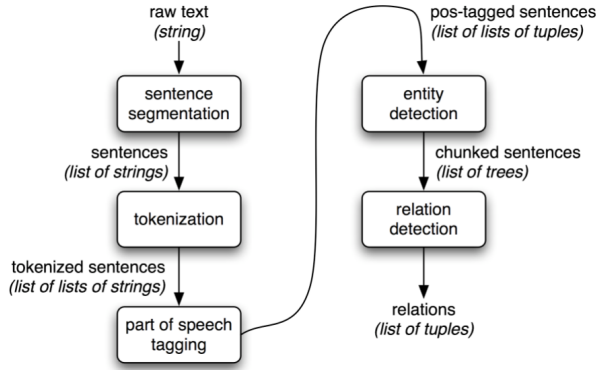 raw text
(string)
sentence
segmentation
sentences
(list of strings)
tokenization
tokenized sentences
(list of lists of strings)
part of speech
tagging
pos-tagged sentences
(list of lists of tuples)
entity
detection
chunked sentences
(list of trees)
relation
detection
relations
(list of tuples)